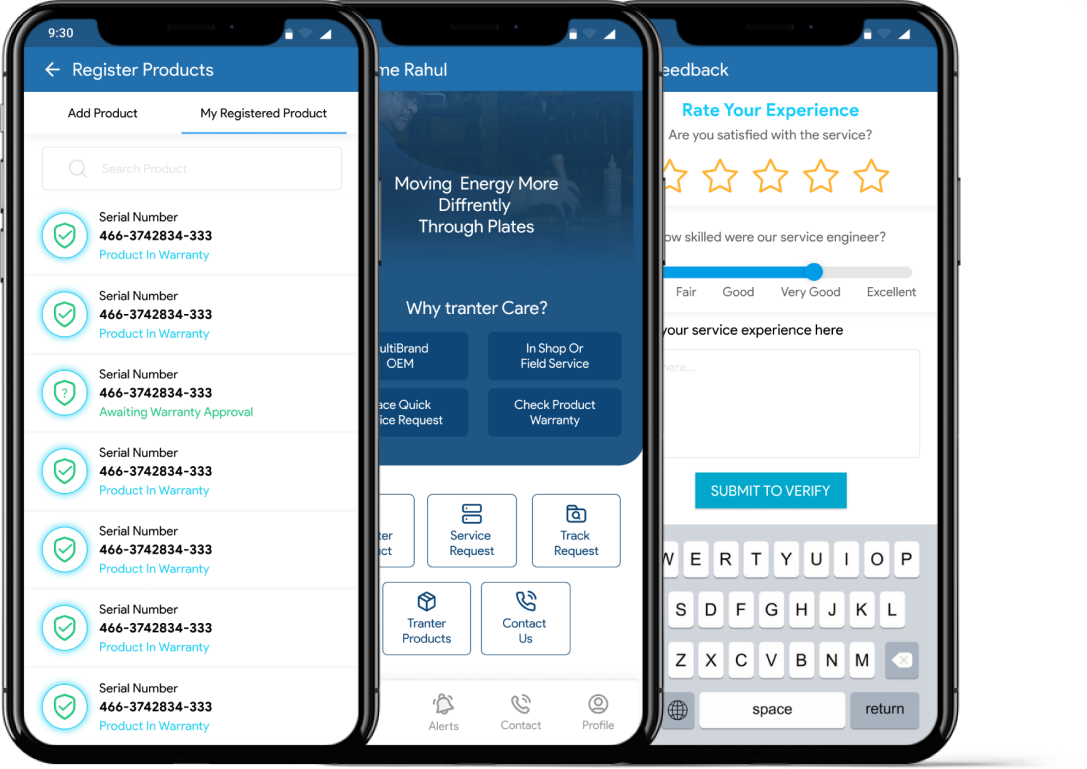 9:30
Register Products
Add Product
My Registered Product
Search Product
Serial Number
466-3742834-333
Product In Warranty
Serial Number
466-3742834-333
Product In Warranty
Serial Number
466-3742834-333
Awaiting Warranty Approval
Serial Number
466-3742834-333
Product In Warranty
Serial Number
466-3742834-333
Product In Warranty
Serial Number
466-3742834-333
Product In Warranty
Serial Number
466-3742834-333
Product In Warranty
me Rahul
Moving Energy More
Diffrently
Through Plates
Why tranter Care?
ultiBrand
OEM
In Shop Or
Field Service
ace Quick
ice Request
Check Product
Warranty
ter
ct
Service
Request
Track
Request
Tranter
Products
Contact
Us
Alerts
Contact
Profile
eedback
Rate Your Experience
Are you satisfied with the service?
ow skilled were our service engineer?
Fair
Good
Very Good
Excellent
your service experience here
here...
SUBMIT TO VERIFY
W E R T Y U I O P
S D F G H J K L
Z X C V B N M
space
return